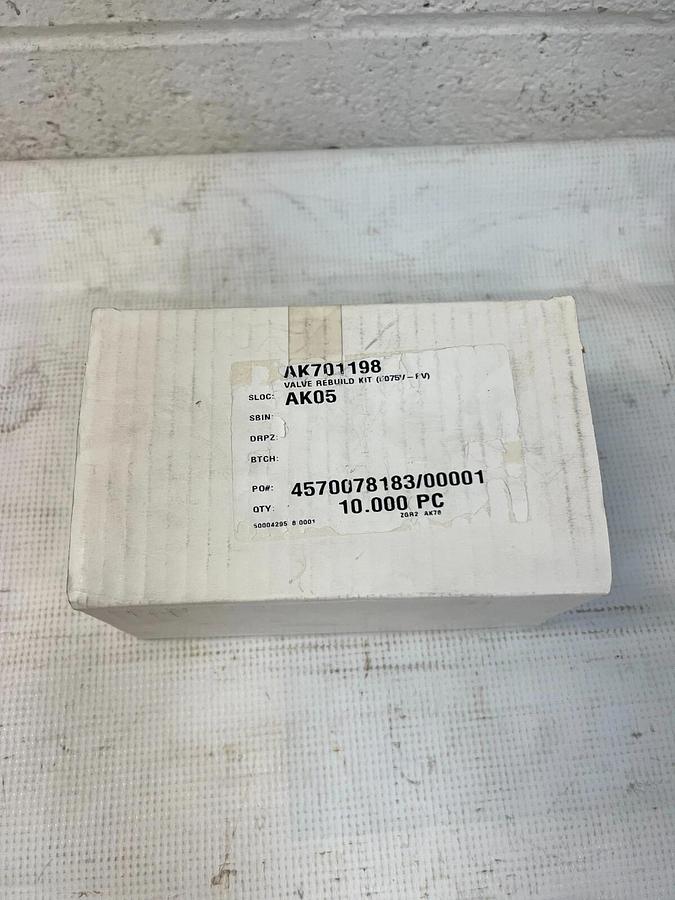 AK701198
VALVE REBUILD KIT
SLOC: AK05
SBIN:
DRPZ:
BTCH:
PO#: 4570078183/00001
QTY: 10.000 PC
50004295 8 0001 ZGR2 AK78